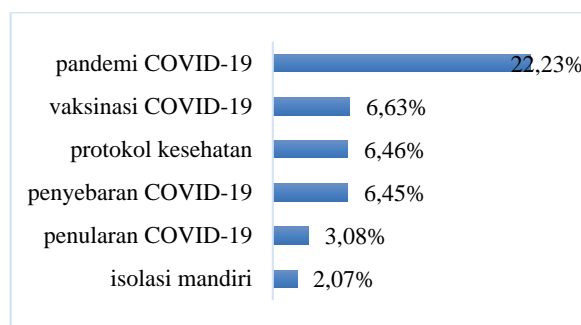 pandemi COVID-19 22,23%
vaksinasi COVID-19 6,63%
protokol kesehatan 6,46%
penyebaran COVID-19 6,45%
penularan COVID-19 3,08%
isolasi mandiri 2,07%